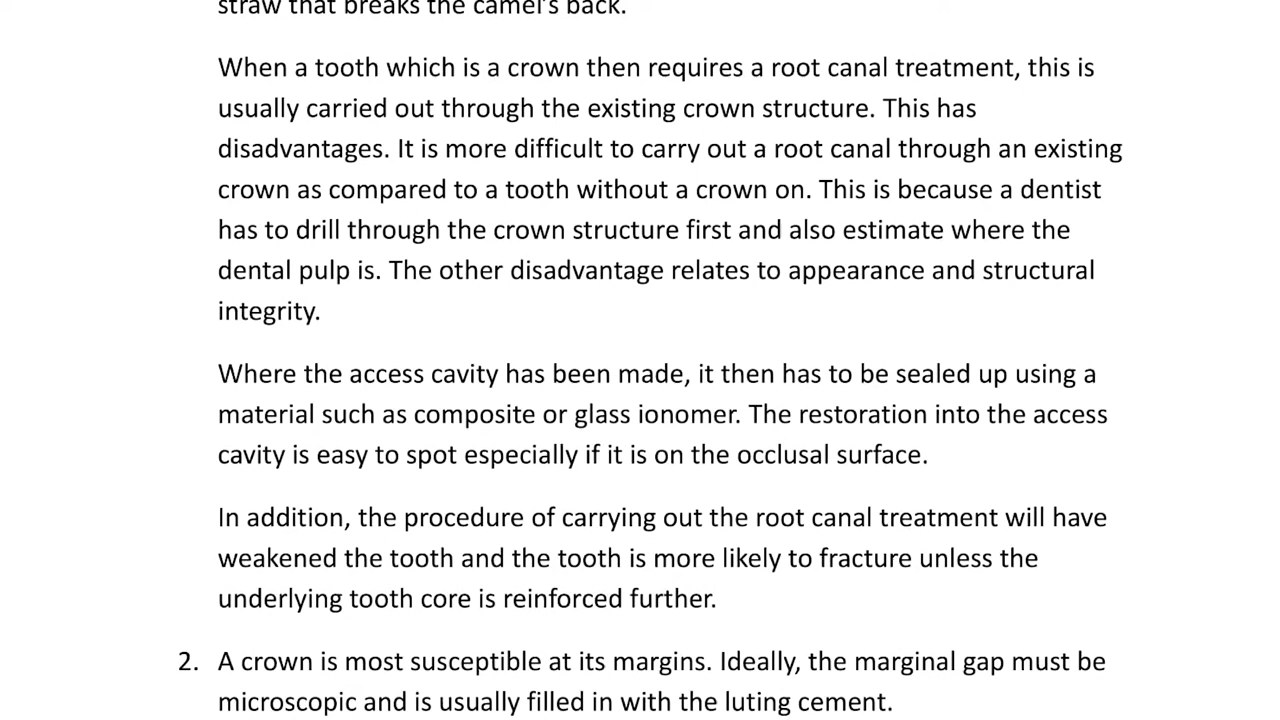 straw that breaks the camel's back.
When a tooth which is a crown then requires a root canal treatment, this is
usually carried out through the existing crown structure. This has
disadvantages. It is more difficult to carry out a root canal through an existing
crown as compared to a tooth without a crown on. This is because a dentist
has to drill through the crown structure first and also estimate where the
dental pulp is. The other disadvantage relates to appearance and structural
integrity.
Where the access cavity has been made, it then has to be sealed up using a
material such as composite or glass ionomer. The restoration into the access
cavity is easy to spot especially if it is on the occlusal surface.
In addition, the procedure of carrying out the root canal treatment will have
weakened the tooth and the tooth is more likely to fracture unless the
underlying tooth core is reinforced further.
2. A crown is most susceptible at its margins. Ideally, the marginal gap must be
microscopic and is usually filled in with the luting cement.